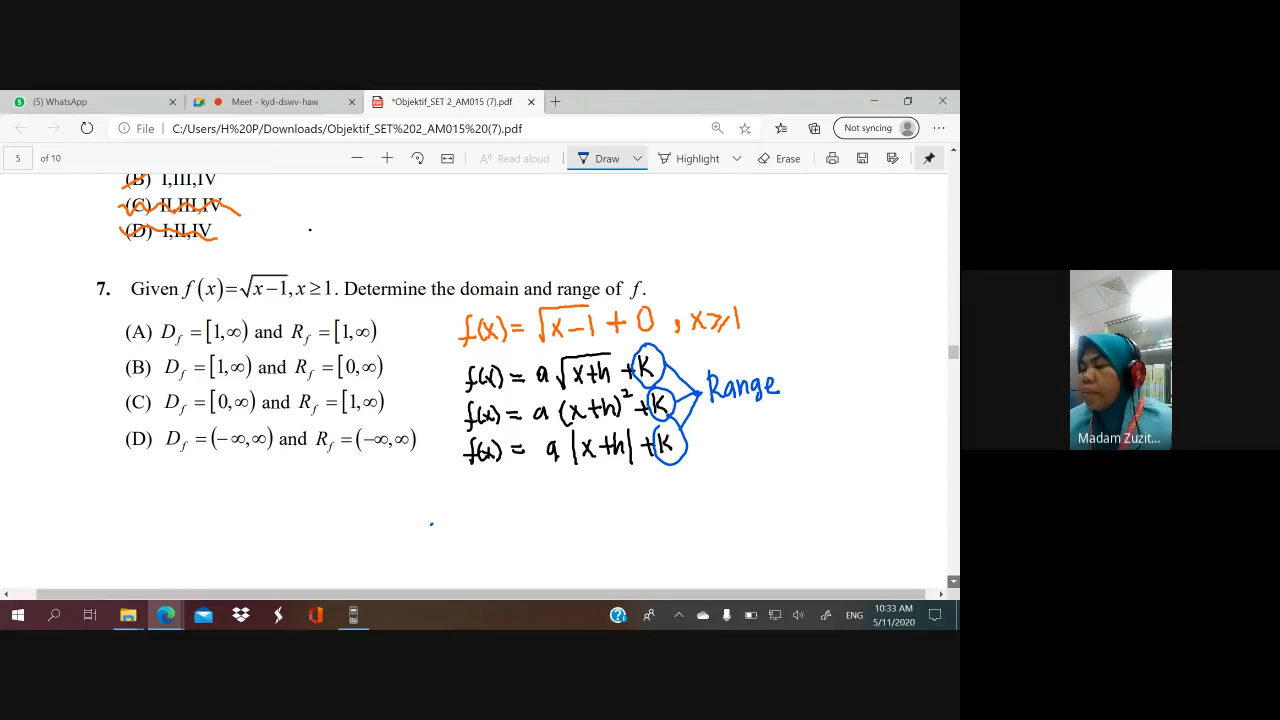 (5) WhatsApp
Meet - kyd-dswv-haw
*Objektif_SET 2_AM015 (7).pdf
File
C:/Users/H%20P/Downloads/Objektif_SET%202_AM015%20(7).pdf
Not syncing
5
of 10
Read aloud
Draw
Highlight
Erase
(B) I,III,IV
(C) II,III,IV
(D) I,II,IV
7. Given f(x)=√x−1, x≥1. Determine the domain and range of f.
(A) D_f = [1,∞) and R_f = [1,∞)
(B) D_f = [1,∞) and R_f = [0,∞)
(C) D_f = [0,∞) and R_f = [1,∞)
(D) D_f = (−∞,∞) and R_f = (−∞,∞)
f(x) = √x−1 + 0 , x≥1
f(x) = a√x+h + K
f(x) = a (x+h)² + K
f(x) = a |x+h| + K
Range
Madam Zuzit...
ENG
10:33 AM
5/11/2020